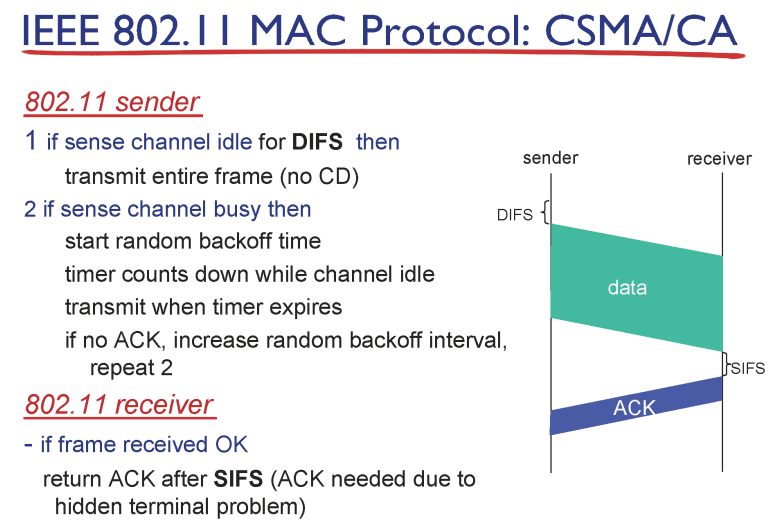 IEEE 802.11 MAC Protocol: CSMA/CA
802.11 sender
1 if sense channel idle for DIFS then
transmit entire frame (no CD)
2 if sense channel busy then
start random backoff time
timer counts down while channel idle
transmit when timer expires
if no ACK, increase random backoff interval,
repeat 2
802.11 receiver
- if frame received OK
return ACK after SIFS (ACK needed due to
hidden terminal problem)
sender
receiver
DIFS
data
SIFS
ACK